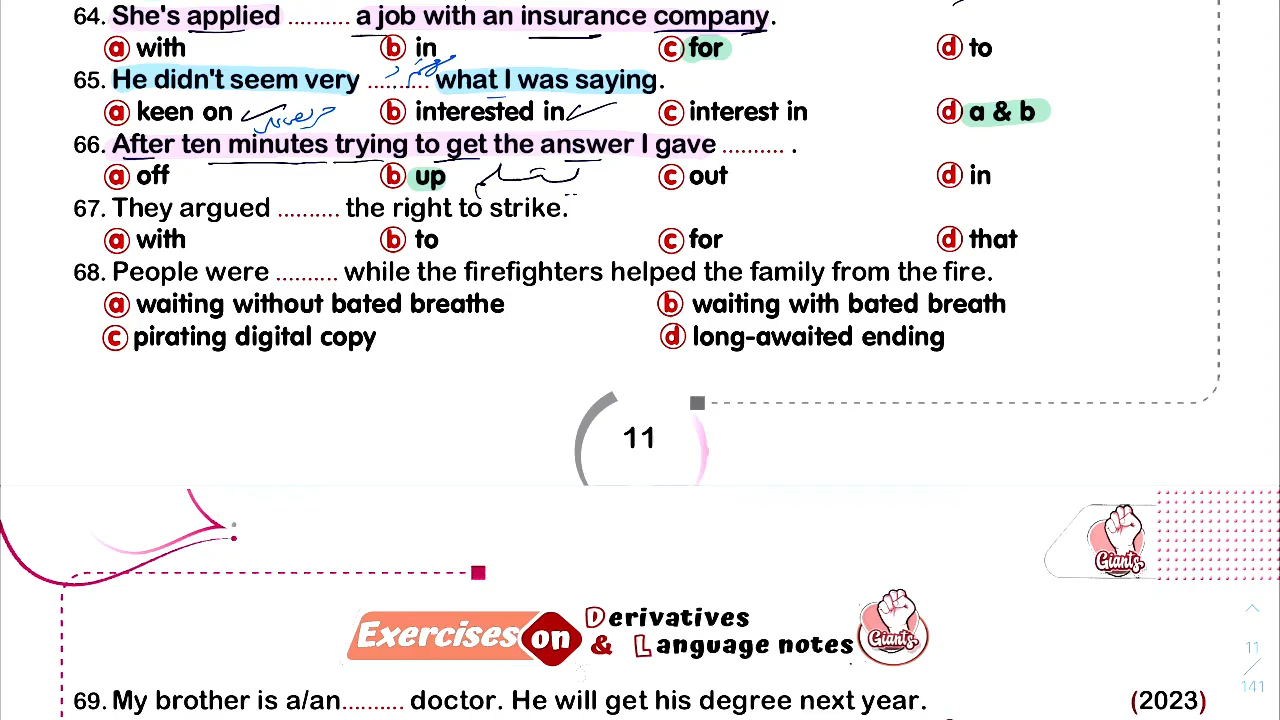 64. She's applied .......... a job with an insurance company.
a with b in c for d to
مهتم بـ
65. He didn't seem very .......... what I was saying.
a keen on b interested in c interest in d a & b
66. After ten minutes trying to get the answer I gave .......... .
a off b up c out d in
يستسلم
67. They argued .......... the right to strike.
a with b to c for d that
68. People were .......... while the firefighters helped the family from the fire.
a waiting without bated breathe b waiting with bated breath
c pirating digital copy d long-awaited ending
11
Giants
Exercises on Derivatives & Language notes
Giants
11
141
69. My brother is a/an.......... doctor. He will get his degree next year. (2023)